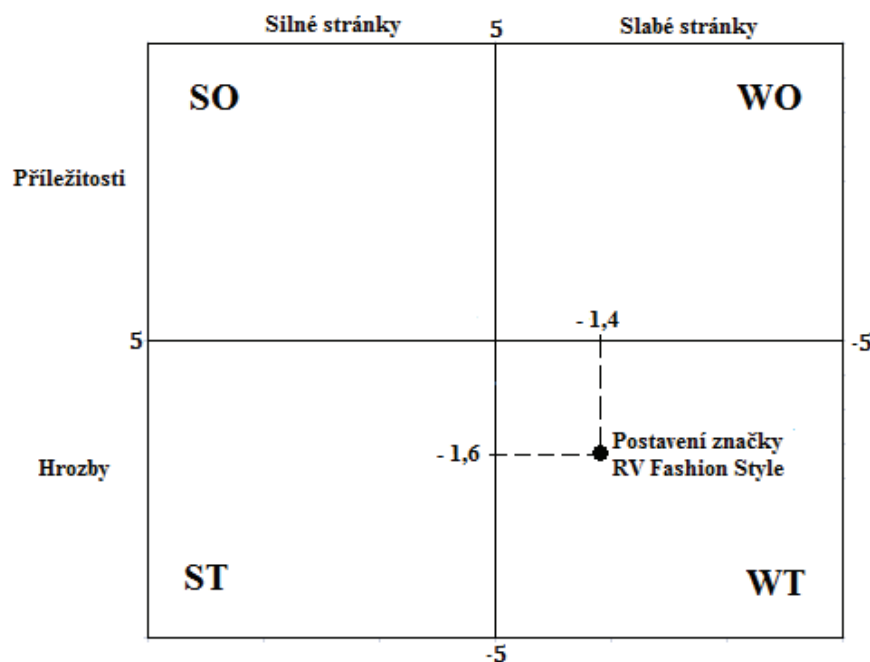 Silné stránky
5
Slabé stránky
SO
WO
Příležitosti
- 1,4
5
-5
- 1,6
Postavení značky
RV Fashion Style
Hrozby
ST
WT
-5